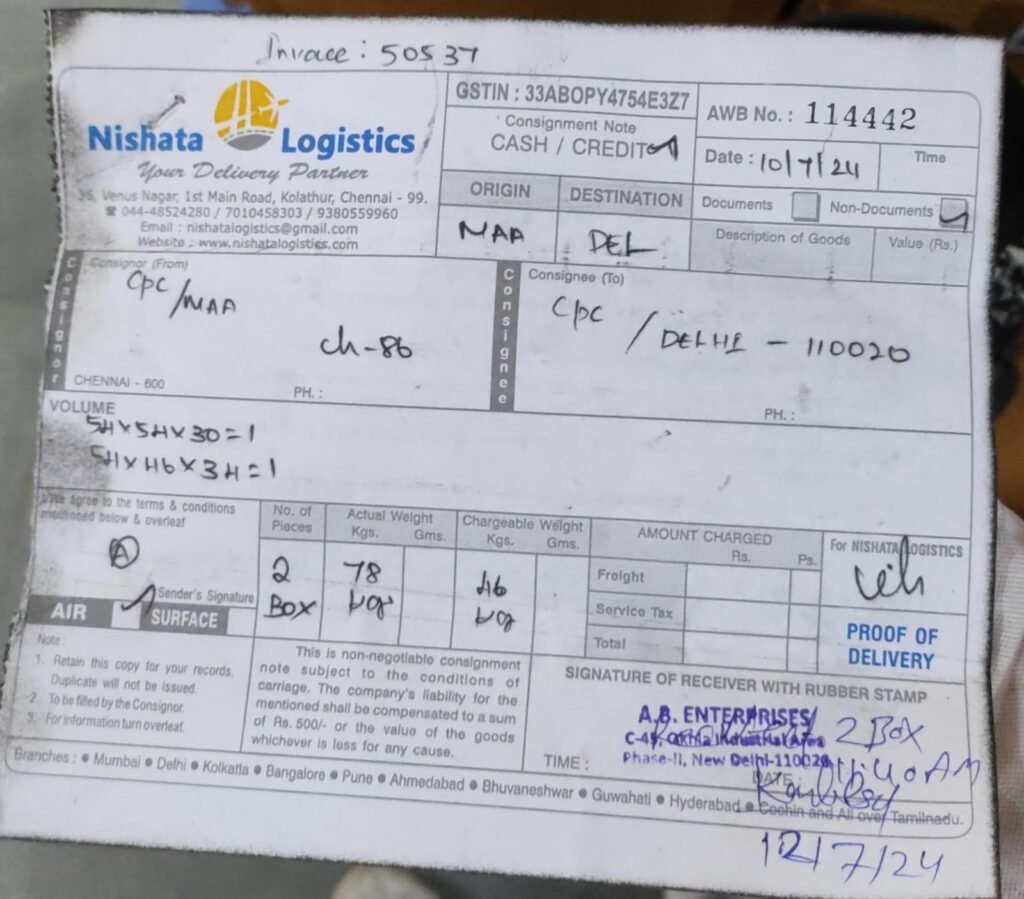 Invoice : 50537
Nishata Logistics
Your Delivery Partner
36, Venus Nagar, 1st Main Road, Kolathur, Chennai - 99.
☎ 044-48524280 / 7010458303 / 9380559960
Email : nishatalogistics@gmail.com
Website : www.nishatalogistics.com
GSTIN : 33ABOPY4754E3Z7
Consignment Note
CASH / CREDIT
AWB No. : 114442
Date : 10/7/24
Time
ORIGIN
DESTINATION
MAA
DEL
Documents
Non-Documents
Description of Goods
Value (Rs.)
Consignor
Consignor (From)
CPC/MAA
ch-86
CHENNAI - 600
PH. :
Consignee
Consignee (To)
CPC / DELHI - 110020
PH. :
VOLUME
54x54x30=1
54x46x34=1
I/We agree to the terms & conditions
mentioned below & overleaf
A
Sender's Signature
AIR
SURFACE
No. of Pieces
2 BOX
Actual Weight
Kgs. Gms.
78 kg
Chargeable Weight
Kgs. Gms.
46 kg
AMOUNT CHARGED
Rs. Ps.
Freight
Service Tax
Total
For NISHATA LOGISTICS
PROOF OF
DELIVERY
Note :
1. Retain this copy for your records.
Duplicate will not be issued.
2. To be filled by the Consignor.
3. For information turn overleaf.
This is non-negotiable consignment
note subject to the conditions of
carriage. The company's liability for the
mentioned shall be compensated to a sum
of Rs. 500/- or the value of the goods
whichever is less for any cause.
SIGNATURE OF RECEIVER WITH RUBBER STAMP
A.B. ENTERPRISES
C-45, Okhla Industrial Area
Phase-II, New Delhi-110020
2 Box
TIME :
DATE :
11:40 AM
Branches : ● Mumbai ● Delhi ● Kolkatta ● Bangalore ● Pune ● Ahmedabad ● Bhuvaneshwar ● Guwahati ● Hyderabad ● Coshin and All over Tamilnadu.
12/7/24